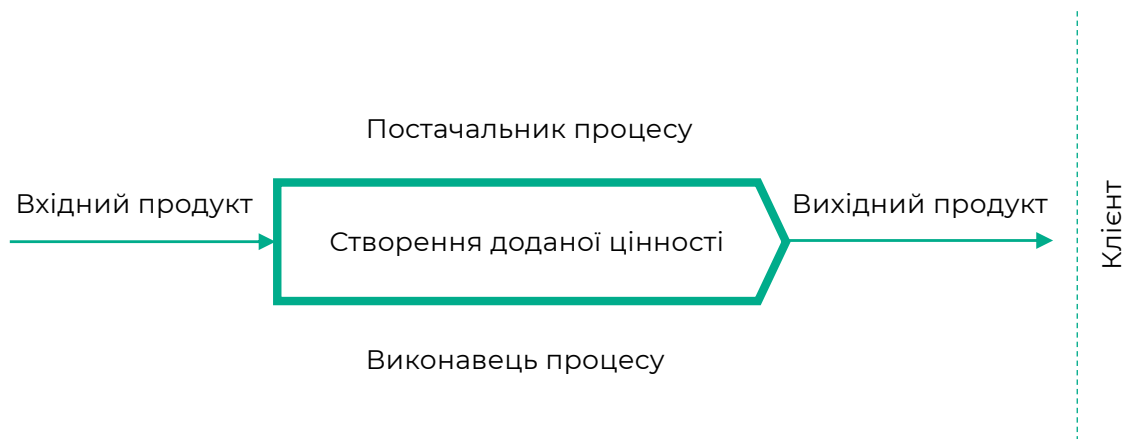 Постачальник процесу
Вхідний продукт
Створення доданої цінності
Вихідний продукт
Клієнт
Виконавець процесу